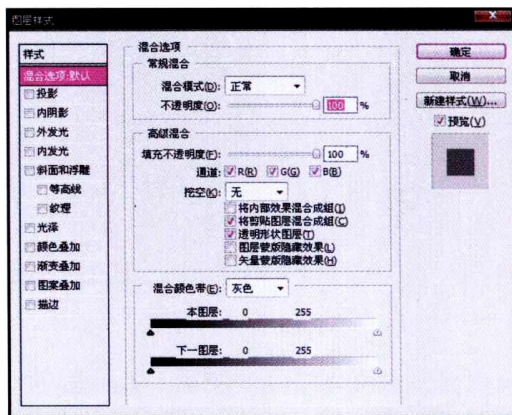 图层样式
样式
混合选项:默认
投影
内阴影
外发光
内发光
斜面和浮雕
等高线
纹理
光泽
颜色叠加
渐变叠加
图案叠加
描边
混合选项
常规混合
混合模式(D): 正常
不透明度(O): 100 %
高级混合
填充不透明度(F): 100 %
通道: R(R) G(G) B(B)
挖空(K): 无
将内部效果混合成组(I)
将剪贴图层混合成组(C)
透明形状图层(T)
图层蒙版隐藏效果(L)
矢量蒙版隐藏效果(H)
混合颜色带(E): 灰色
本图层: 0 255
下一图层: 0 255
确定
取消
新建样式(W)...
预览(V)